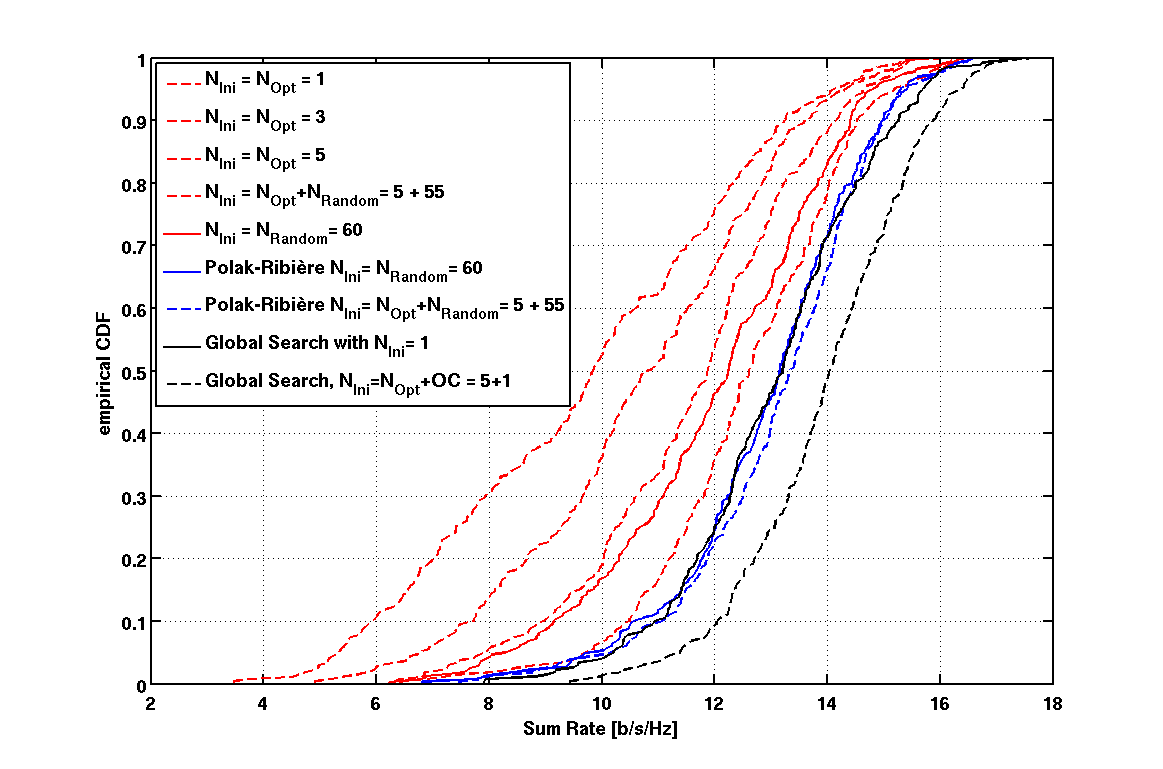 1
0.9
0.8
0.7
0.6
0.5
0.4
0.3
0.2
0.1
0
empirical CDF
N_Ini = N_Opt = 1
N_Ini = N_Opt = 3
N_Ini = N_Opt = 5
N_Ini = N_Opt+N_Random= 5 + 55
N_Ini = N_Random= 60
Polak-Ribière N_Ini= N_Random= 60
Polak-Ribière N_Ini= N_Opt+N_Random= 5 + 55
Global Search with N_Ini= 1
Global Search, N_Ini=N_Opt+OC = 5+1
2 4 6 8 10 12 14 16 18
Sum Rate [b/s/Hz]